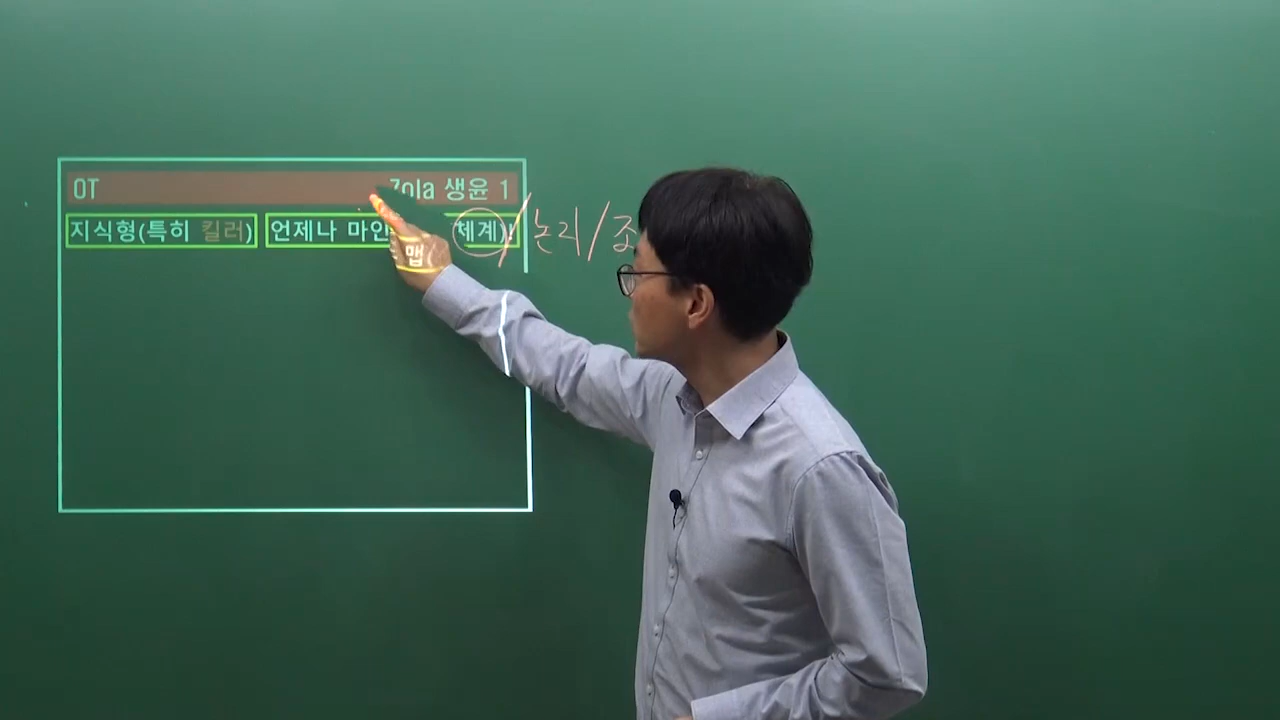 OT Zola 생윤 1
지식형(특히 킬러) 언제나 마인드 맵(체계)! / 논리 / 조